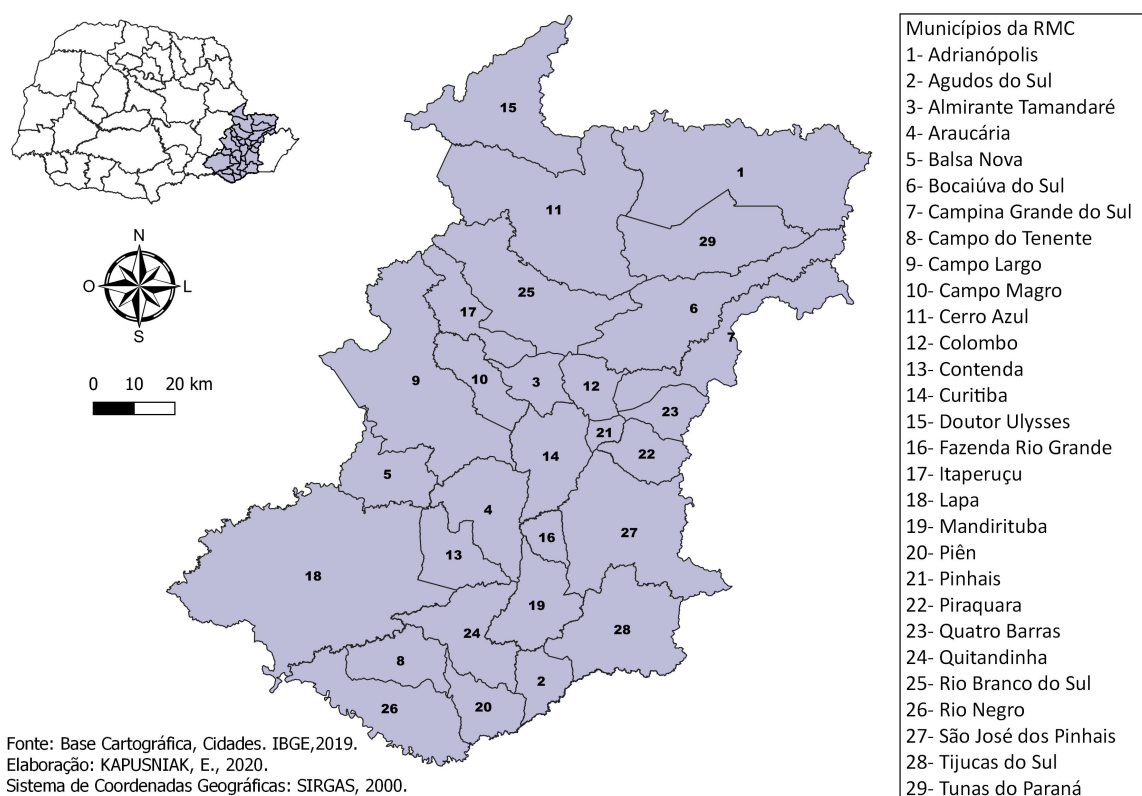 Municípios da RMC
1- Adrianópolis
2- Agudos do Sul
3- Almirante Tamandaré
4- Araucária
5- Balsa Nova
6- Bocaiúva do Sul
7- Campina Grande do Sul
8- Campo do Tenente
9- Campo Largo
10- Campo Magro
11- Cerro Azul
12- Colombo
13- Contenda
14- Curitiba
15- Doutor Ulysses
16- Fazenda Rio Grande
17- Itaperuçu
18- Lapa
19- Mandirituba
20- Piên
21- Pinhais
22- Piraquara
23- Quatro Barras
24- Quitandinha
25- Rio Branco do Sul
26- Rio Negro
27- São José dos Pinhais
28- Tijucas do Sul
29- Tunas do Paraná
N
O L
S
0 10 20 km
15
1
11
29
25
6
17
7
9
10
3
12
23
21
14
22
5
4
27
16
13
18
19
28
24
8
2
26
20
Fonte: Base Cartográfica, Cidades. IBGE,2019.
Elaboração: KAPUSNIAK, E., 2020.
Sistema de Coordenadas Geográficas: SIRGAS, 2000.